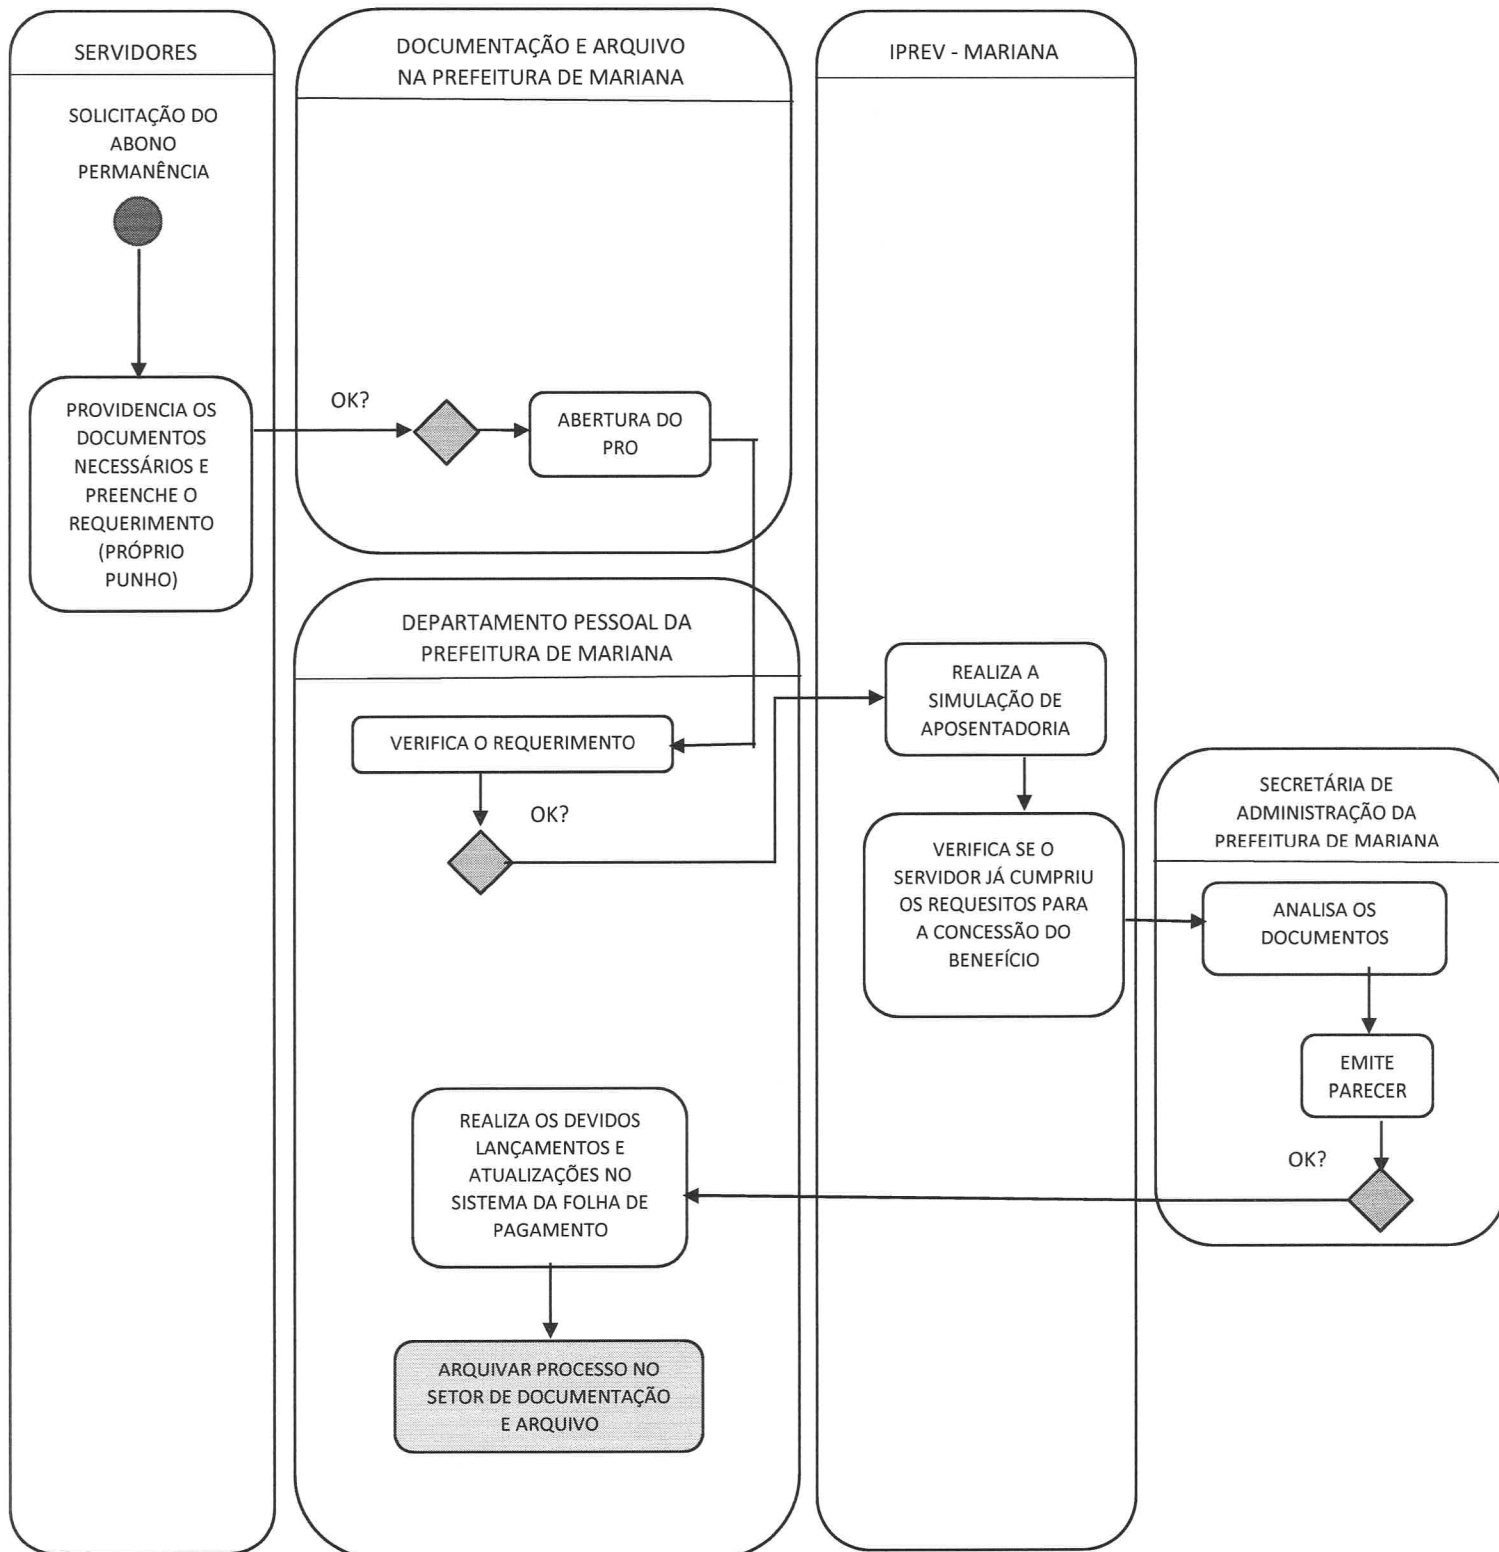 SERVIDORES
SOLICITAÇÃO DO
ABONO
PERMANÊNCIA
PROVIDENCIA OS
DOCUMENTOS
NECESSÁRIOS E
PREENCHE O
REQUERIMENTO
(PRÓPRIO
PUNHO)
DOCUMENTAÇÃO E ARQUIVO
NA PREFEITURA DE MARIANA
OK?
ABERTURA DO
PRO
DEPARTAMENTO PESSOAL DA
PREFEITURA DE MARIANA
VERIFICA O REQUERIMENTO
OK?
IPREV - MARIANA
REALIZA A
SIMULAÇÃO DE
APOSENTADORIA
VERIFICA SE O
SERVIDOR JÁ CUMPRIU
OS REQUESITOS PARA
A CONCESSÃO DO
BENEFÍCIO
SECRETÁRIA DE
ADMINISTRAÇÃO DA
PREFEITURA DE MARIANA
ANALISA OS
DOCUMENTOS
EMITE
PARECER
OK?
REALIZA OS DEVIDOS
LANÇAMENTOS E
ATUALIZAÇÕES NO
SISTEMA DA FOLHA DE
PAGAMENTO
ARQUIVAR PROCESSO NO
SETOR DE DOCUMENTAÇÃO
E ARQUIVO